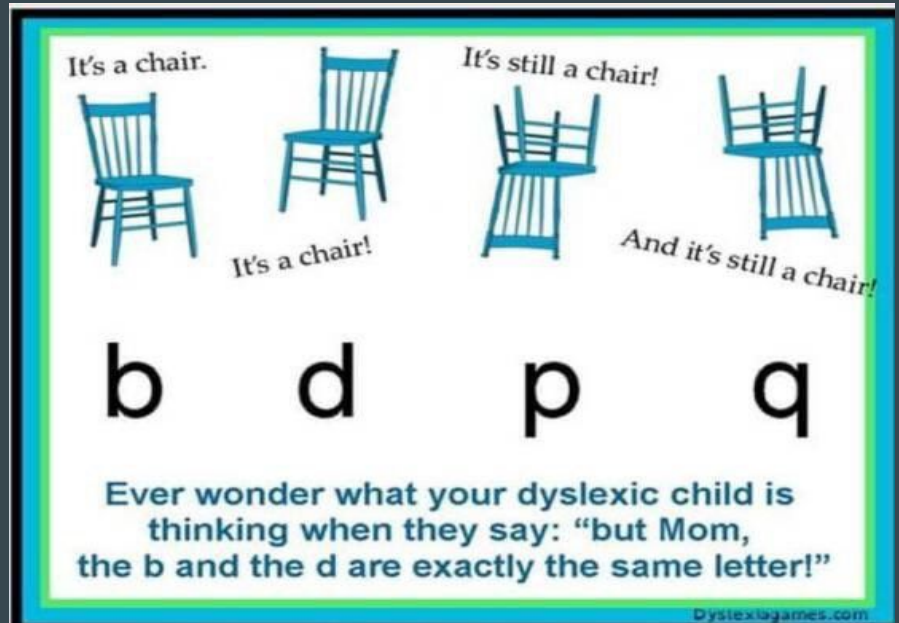 It's a chair.
It's still a chair!
It's a chair!
And it's still a chair!
b d p q
Ever wonder what your dyslexic child is
thinking when they say: “but Mom,
the b and the d are exactly the same letter!”
Dyslexiagames.com